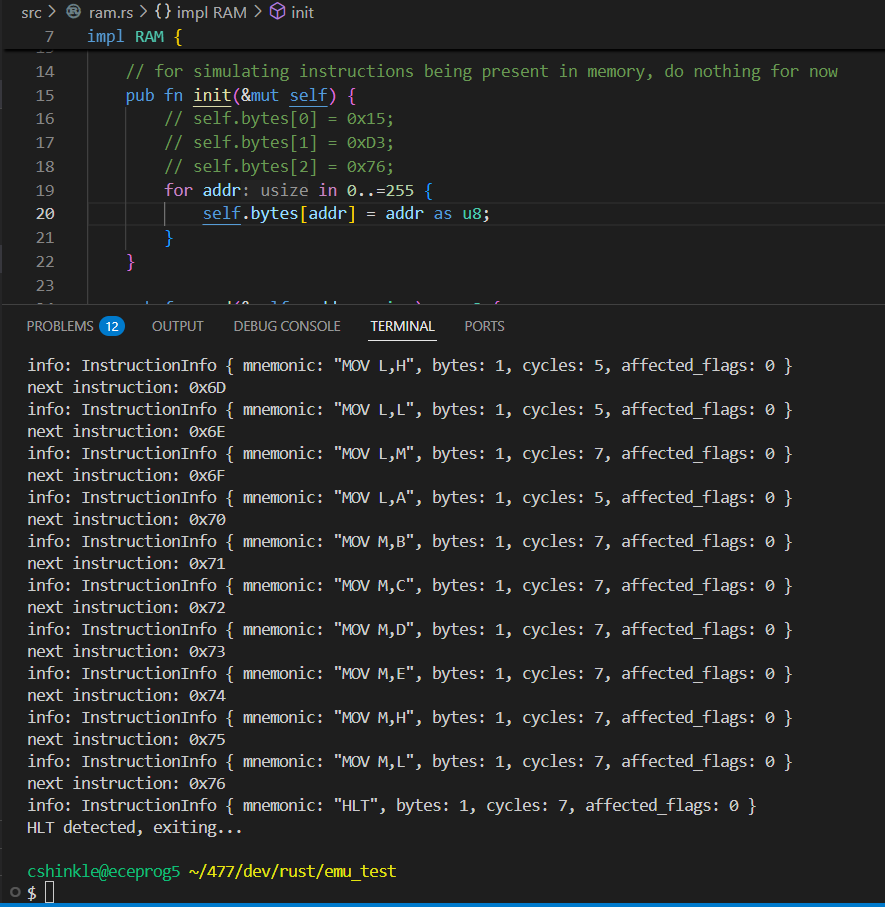 src > ram.rs > {} impl RAM > init
7 impl RAM {
14 // for simulating instructions being present in memory, do nothing for now
15 pub fn init(&mut self) {
16 // self.bytes[0] = 0x15;
17 // self.bytes[1] = 0xD3;
18 // self.bytes[2] = 0x76;
19 for addr: usize in 0..=255 {
20 self.bytes[addr] = addr as u8;
21 }
22 }
23
PROBLEMS 12 OUTPUT DEBUG CONSOLE TERMINAL PORTS
info: InstructionInfo { mnemonic: "MOV L,H", bytes: 1, cycles: 5, affected_flags: 0 }
next instruction: 0x6D
info: InstructionInfo { mnemonic: "MOV L,L", bytes: 1, cycles: 5, affected_flags: 0 }
next instruction: 0x6E
info: InstructionInfo { mnemonic: "MOV L,M", bytes: 1, cycles: 7, affected_flags: 0 }
next instruction: 0x6F
info: InstructionInfo { mnemonic: "MOV L,A", bytes: 1, cycles: 5, affected_flags: 0 }
next instruction: 0x70
info: InstructionInfo { mnemonic: "MOV M,B", bytes: 1, cycles: 7, affected_flags: 0 }
next instruction: 0x71
info: InstructionInfo { mnemonic: "MOV M,C", bytes: 1, cycles: 7, affected_flags: 0 }
next instruction: 0x72
info: InstructionInfo { mnemonic: "MOV M,D", bytes: 1, cycles: 7, affected_flags: 0 }
next instruction: 0x73
info: InstructionInfo { mnemonic: "MOV M,E", bytes: 1, cycles: 7, affected_flags: 0 }
next instruction: 0x74
info: InstructionInfo { mnemonic: "MOV M,H", bytes: 1, cycles: 7, affected_flags: 0 }
next instruction: 0x75
info: InstructionInfo { mnemonic: "MOV M,L", bytes: 1, cycles: 7, affected_flags: 0 }
next instruction: 0x76
info: InstructionInfo { mnemonic: "HLT", bytes: 1, cycles: 7, affected_flags: 0 }
HLT detected, exiting...
cshinkle@eceprog5 ~/477/dev/rust/emu_test
$